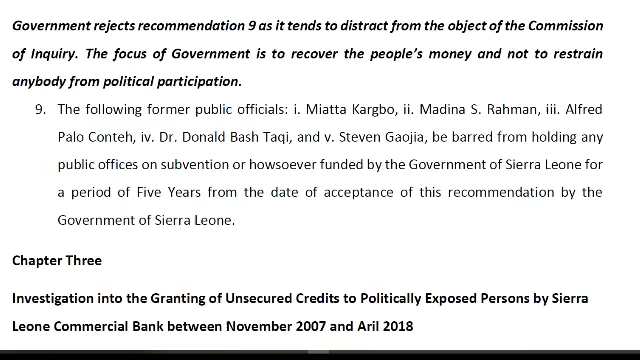 Government rejects recommendation 9 as it tends to distract from the object of the Commission
of Inquiry. The focus of Government is to recover the people's money and not to restrain
anybody from political participation.
9. The following former public officials: i. Miatta Kargbo, ii. Madina S. Rahman, iii. Alfred
Palo Conteh, iv. Dr. Donald Bash Taqi, and v. Steven Gaojia, be barred from holding any
public offices on subvention or howsoever funded by the Government of Sierra Leone for
a period of Five Years from the date of acceptance of this recommendation by the
Government of Sierra Leone.
Chapter Three
Investigation into the Granting of Unsecured Credits to Politically Exposed Persons by Sierra
Leone Commercial Bank between November 2007 and Aril 2018